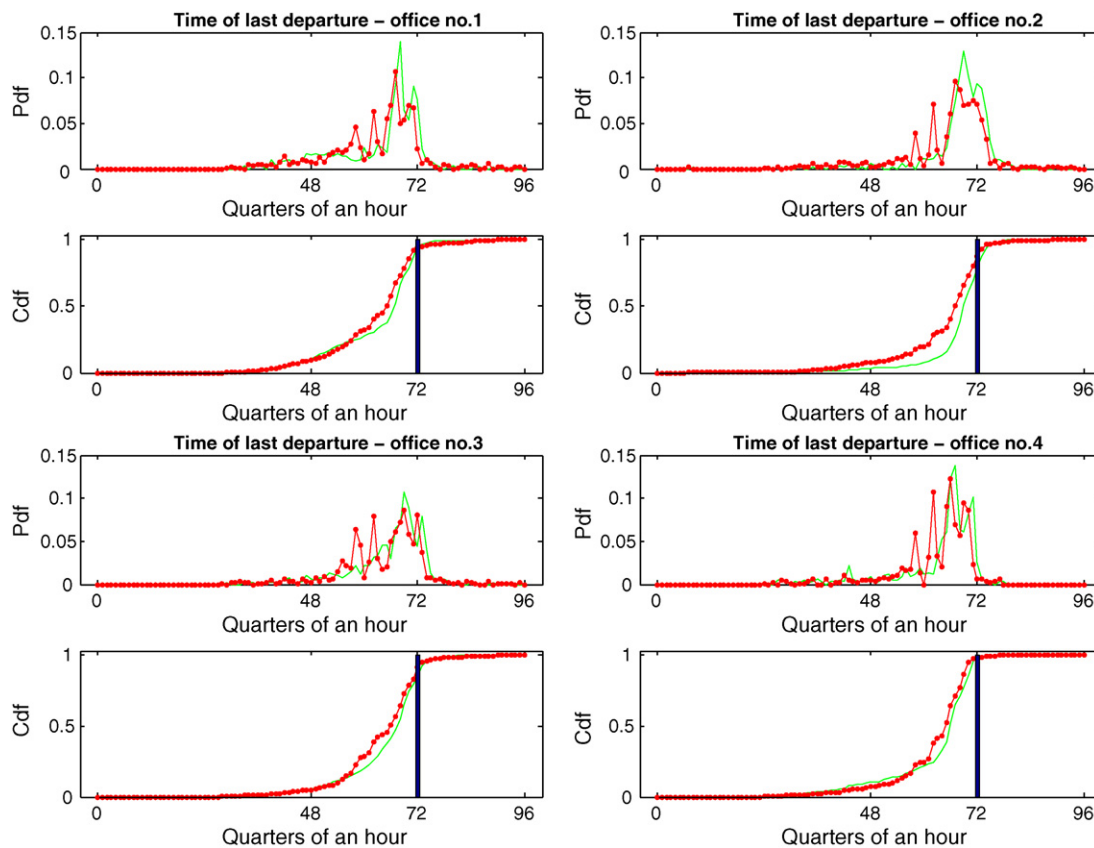 Time of last departure – office no.1
0.15
0.1
0.05
0
Pdf
0 48 72 96
Quarters of an hour
1
0.5
0
Cdf
0 48 72 96
Quarters of an hour
Time of last departure – office no.2
0.15
0.1
0.05
0
Pdf
0 48 72 96
Quarters of an hour
1
0.5
0
Cdf
0 48 72 96
Quarters of an hour
Time of last departure – office no.3
0.15
0.1
0.05
0
Pdf
0 48 72 96
Quarters of an hour
1
0.5
0
Cdf
0 48 72 96
Quarters of an hour
Time of last departure – office no.4
0.15
0.1
0.05
0
Pdf
0 48 72 96
Quarters of an hour
1
0.5
0
Cdf
0 48 72 96
Quarters of an hour